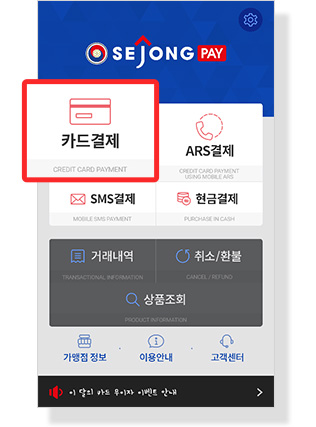 SEJONG PAY
카드결제
CREDIT CARD PAYMENT
ARS결제
CREDIT CARD PAYMENT
USING MOBILE ARS
SMS결제
MOBILE SMS PAYMENT
현금결제
PURCHASE IN CASH
거래내역
TRANSACTIONAL INFORMATION
취소/환불
CANCEL / REFUND
상품조회
PRODUCT INFORMATION
가맹점 정보
이용안내
고객센터
이 달의 카드 무이자 이벤트 안내